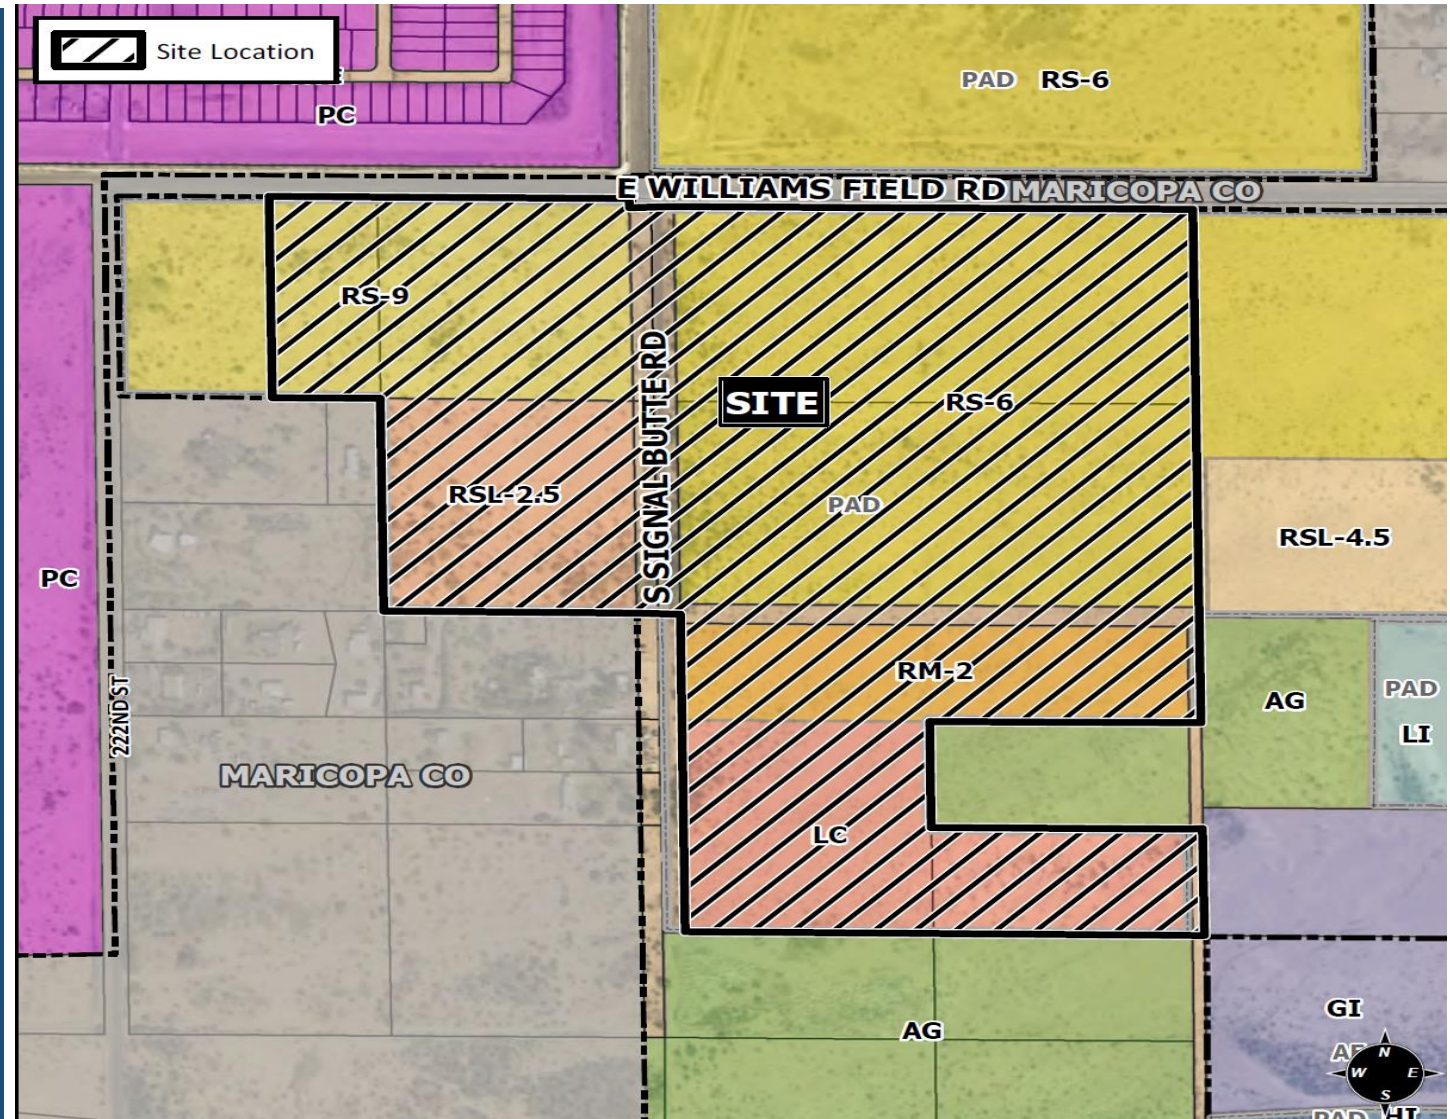 Site Location
PC
PAD RS-6
E WILLIAMS FIELD RD MARICOPA CO
RS-9
SITE
RS-6
S SIGNAL BUTTE RD
RSL-2.5
PAD
RSL-4.5
PC
RM-2
AG
PAD
LI
222ND ST
MARICOPA CO
LC
GI
AG
N
W E
S
PAD HI